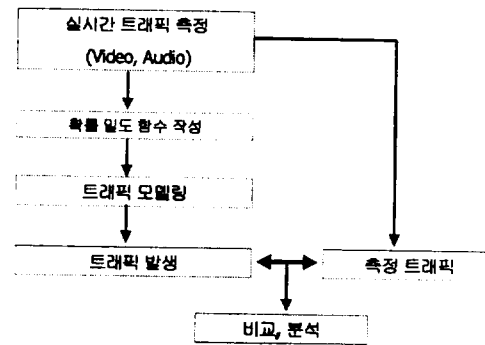 실시간 트래픽 측정
(Video, Audio)
확률 밀도 함수 작성
트래픽 모델링
트래픽 발생
측정 트래픽
비교, 분석